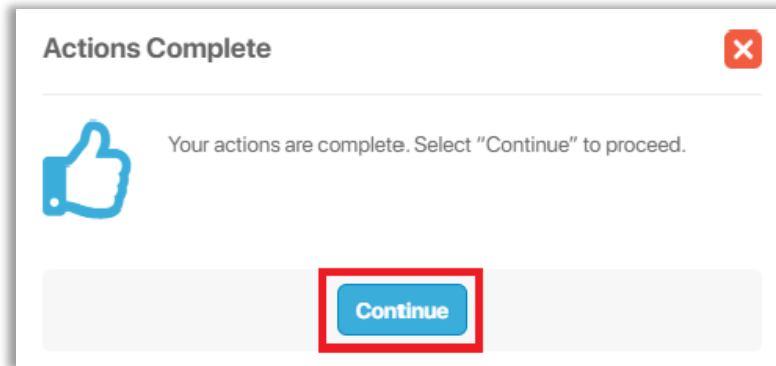 Actions Complete
Your actions are complete. Select “Continue” to proceed.
Continue